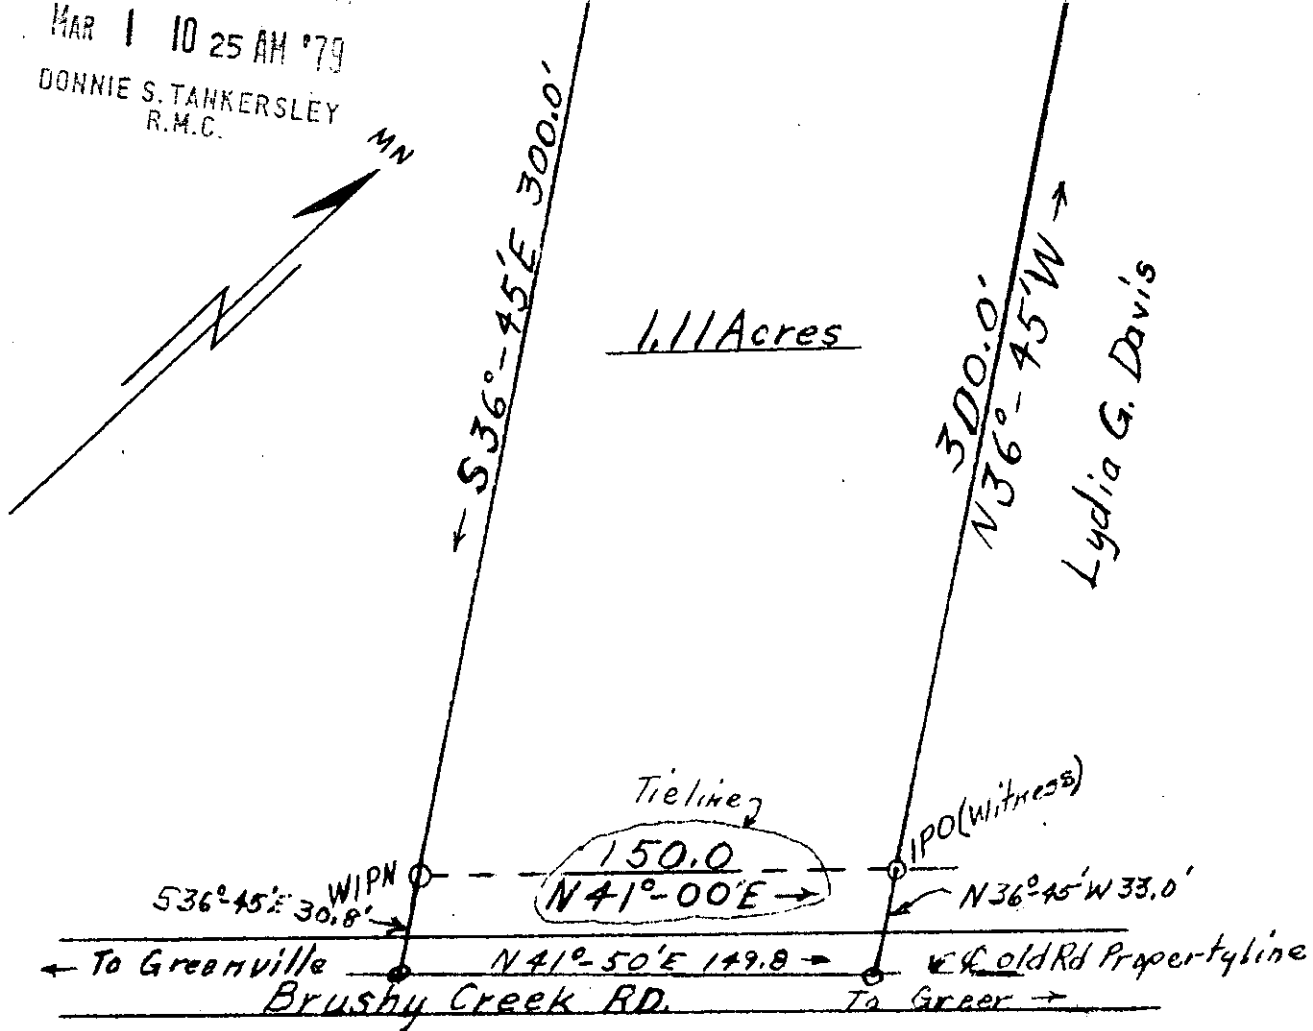 MAR 1 10 25 AM '79
DONNIE S. TANKERSLEY
R.M.C.
MN
← S36°-45'E 300.0'
1.11 Acres
300.0'
N36°-45'W →
Lydia G. Davis
Tieline
150.0
N41°-00'E →
IPO (Witness)
WIPN
S36°-45'E 30.8'
N36°-45'W 33.0'
← To Greenville
N41°-50'E 149.8 →
℄ old Rd Propertyline
Brushy Creek RD.
To Greer →